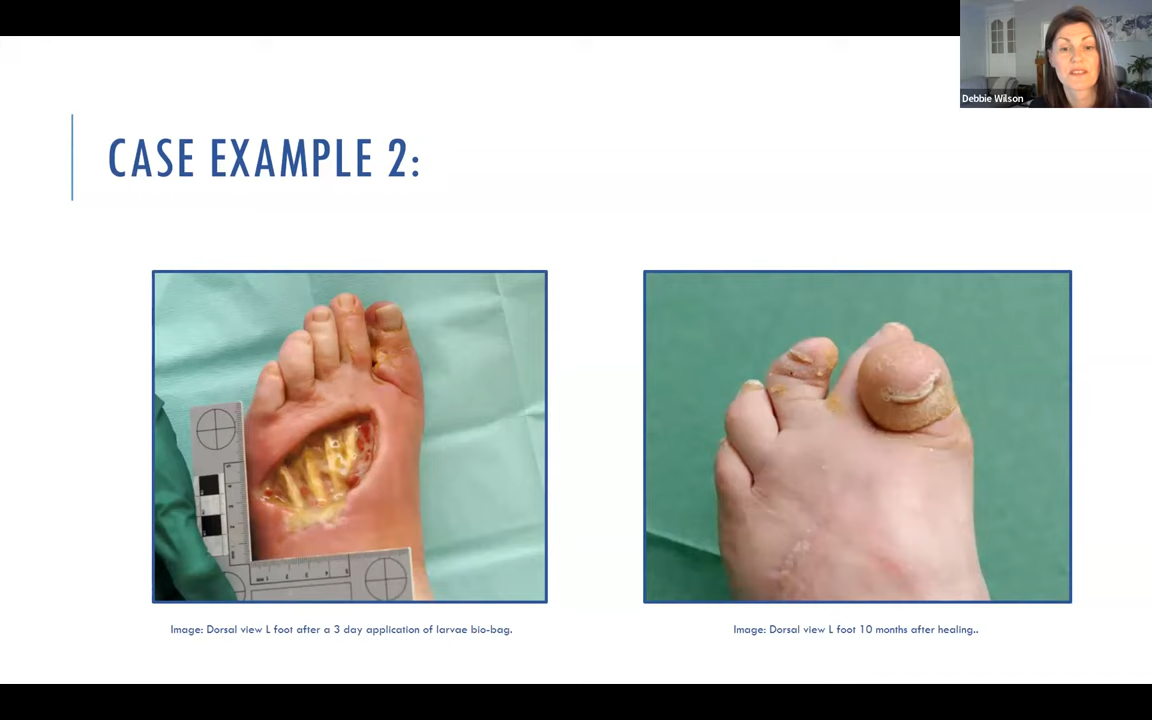 Debbie Wilson
CASE EXAMPLE 2:
Image: Dorsal view L foot after a 3 day application of larvae bio-bag.
Image: Dorsal view L foot 10 months after healing..